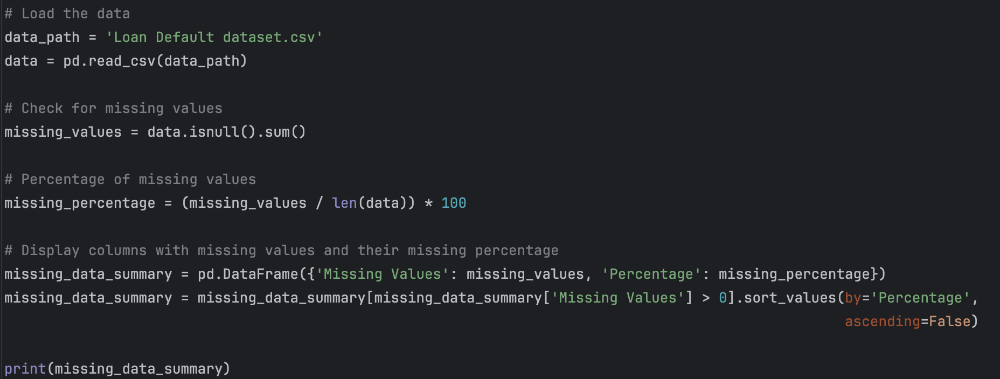 # Load the data
data_path = 'Loan Default dataset.csv'
data = pd.read_csv(data_path)
# Check for missing values
missing_values = data.isnull().sum()
# Percentage of missing values
missing_percentage = (missing_values / len(data)) * 100
# Display columns with missing values and their missing percentage
missing_data_summary = pd.DataFrame({'Missing Values': missing_values, 'Percentage': missing_percentage})
missing_data_summary = missing_data_summary[missing_data_summary['Missing Values'] > 0].sort_values(by='Percentage',
ascending=False)
print(missing_data_summary)